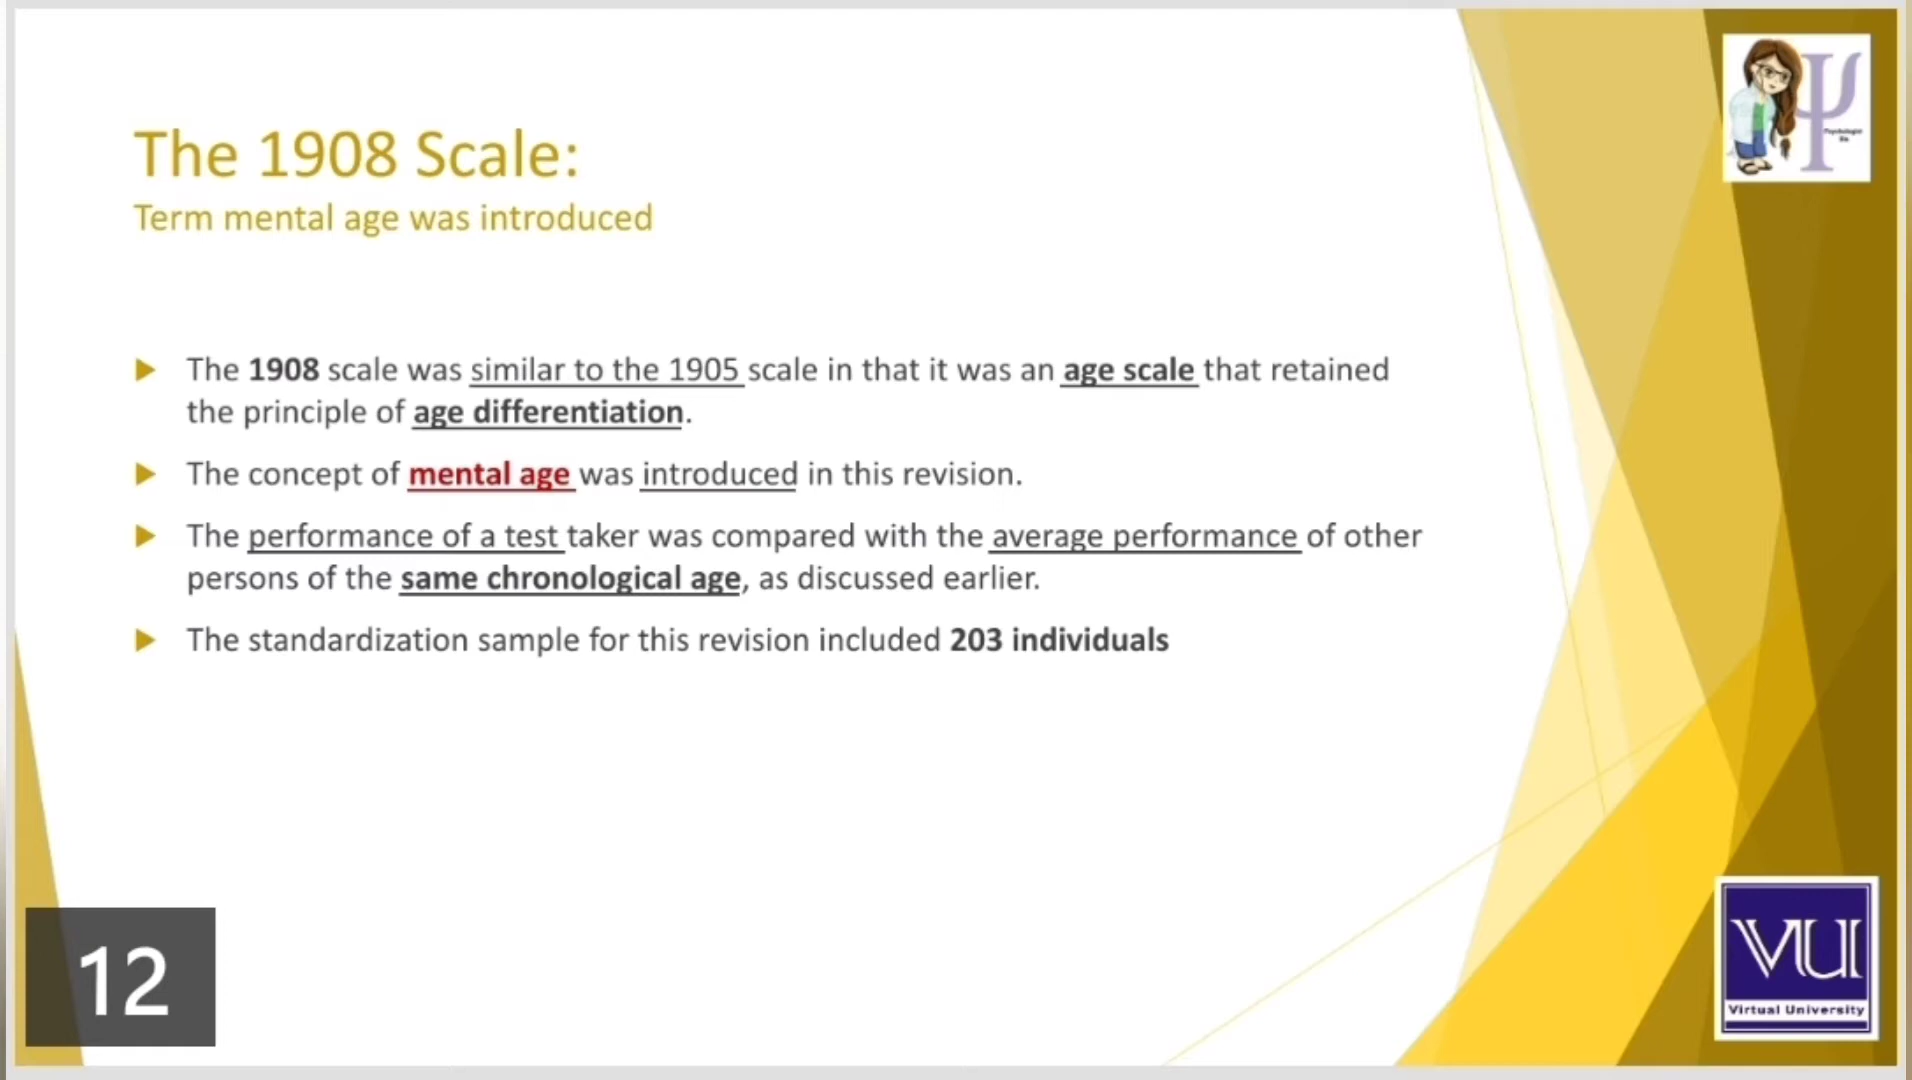 The 1908 Scale:
Term mental age was introduced
The 1908 scale was similar to the 1905 scale in that it was an age scale that retained
the principle of age differentiation.
The concept of mental age was introduced in this revision.
The performance of a test taker was compared with the average performance of other
persons of the same chronological age, as discussed earlier.
The standardization sample for this revision included 203 individuals
12
Ψ
Psychologist
VU
Virtual University